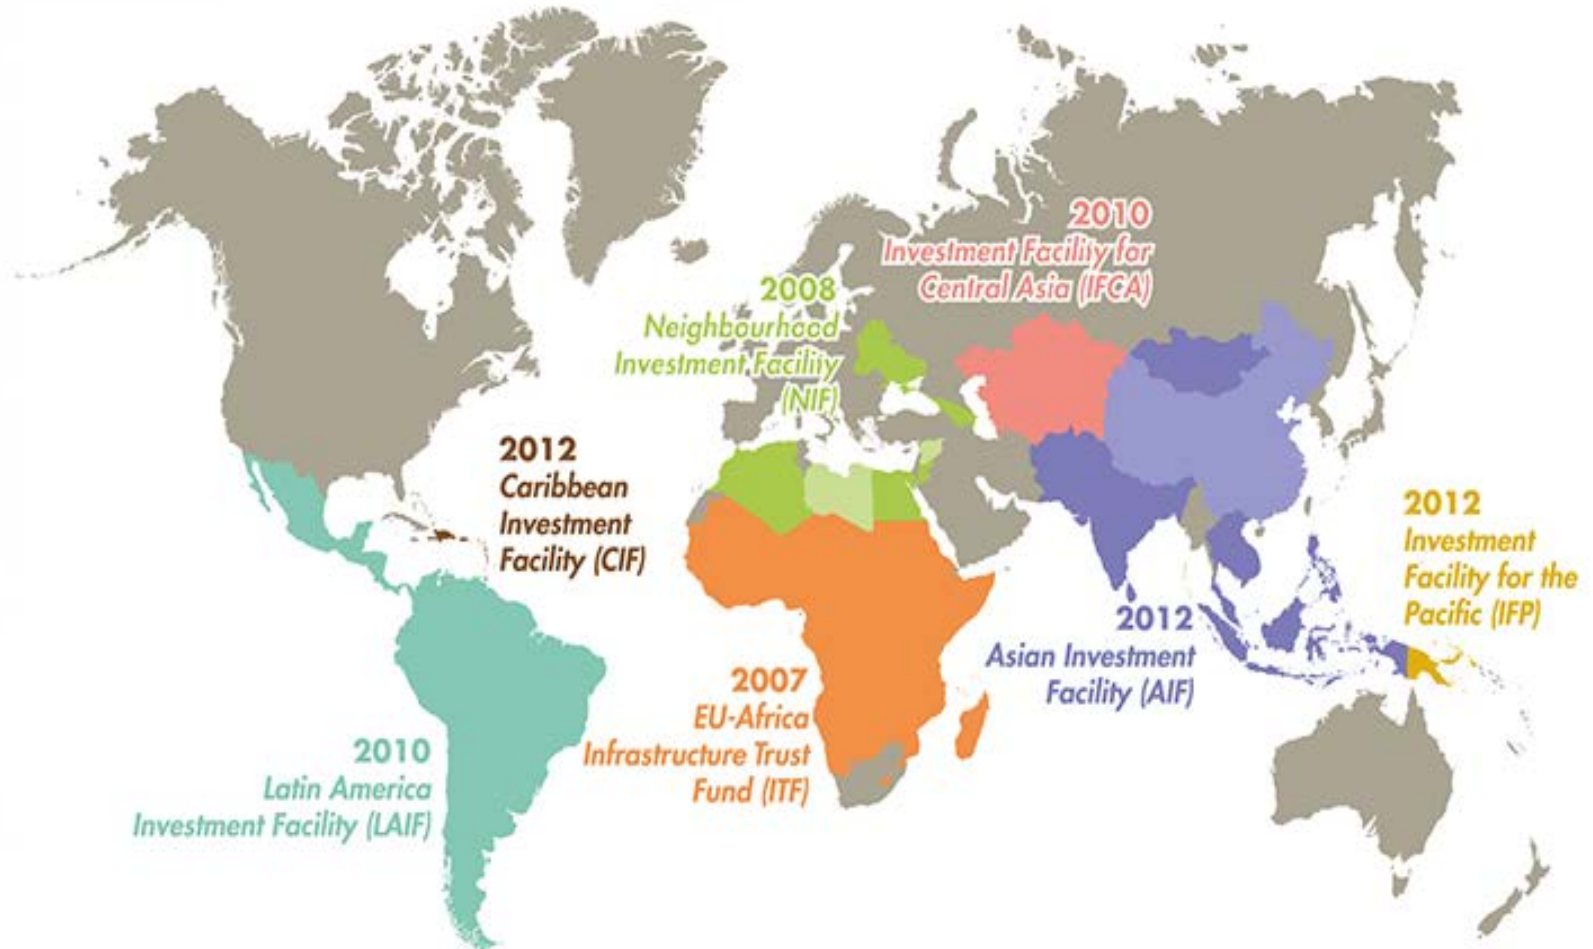 2010
Investment Facility for
Central Asia (IFCA)
2008
Neighbourhood
Investment Facility
(NIF)
2012
Caribbean
Investment
Facility (CIF)
2012
Investment
Facility for the
Pacific (IFP)
2012
Asian Investment
Facility (AIF)
2007
EU-Africa
Infrastructure Trust
Fund (ITF)
2010
Latin America
Investment Facility (LAIF)